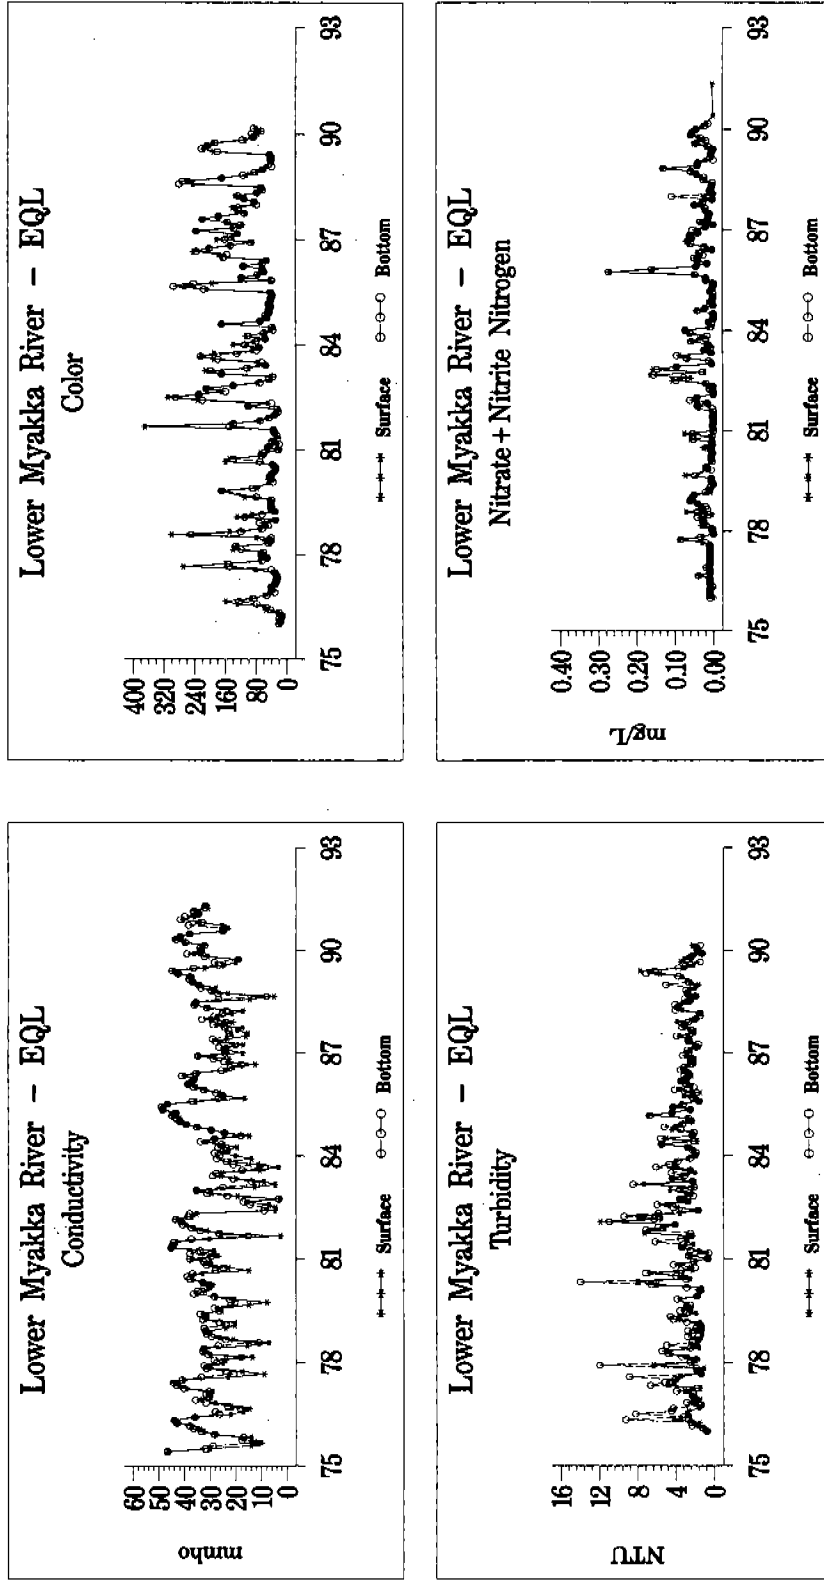 Lower Myakka River - EQL
Conductivity
mmho
60
50
40
30
20
10
0
75
78
81
84
87
90
93
Surface
Bottom
Lower Myakka River - EQL
Color
400
320
240
160
80
0
75
78
81
84
87
90
93
Surface
Bottom
Lower Myakka River - EQL
Turbidity
NTU
16
12
8
4
0
75
78
81
84
87
90
93
Surface
Bottom
Lower Myakka River - EQL
Nitrate+Nitrite Nitrogen
mg/L
0.40
0.30
0.20
0.10
0.00
75
78
81
84
87
90
93
Surface
Bottom